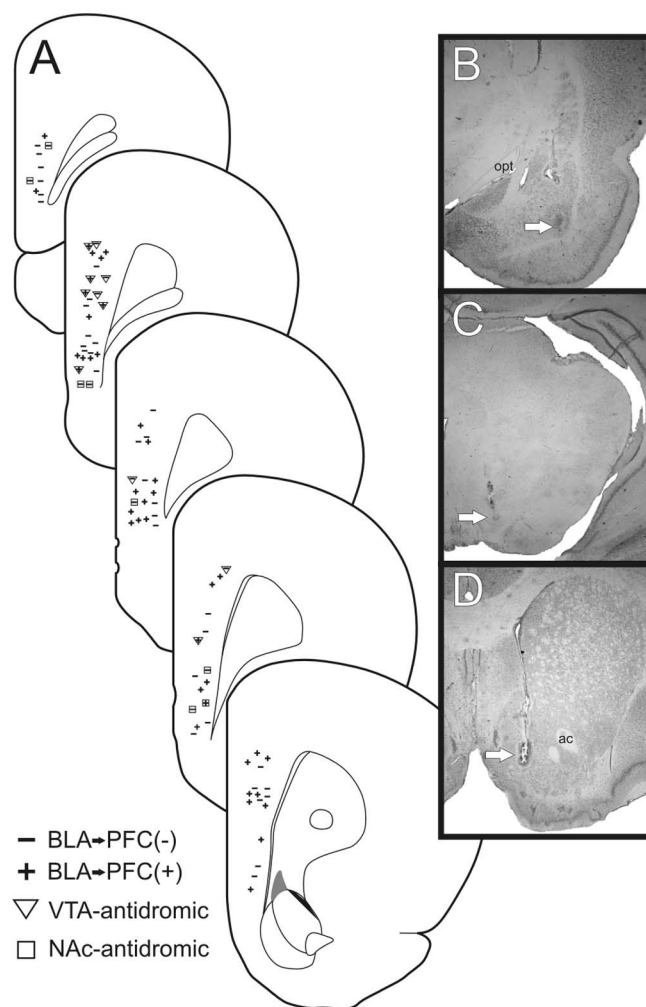 A
B
opt
C
D
ac
− BLA➡PFC(-)
+ BLA➡PFC(+)
▽ VTA-antidromic
□ NAc-antidromic